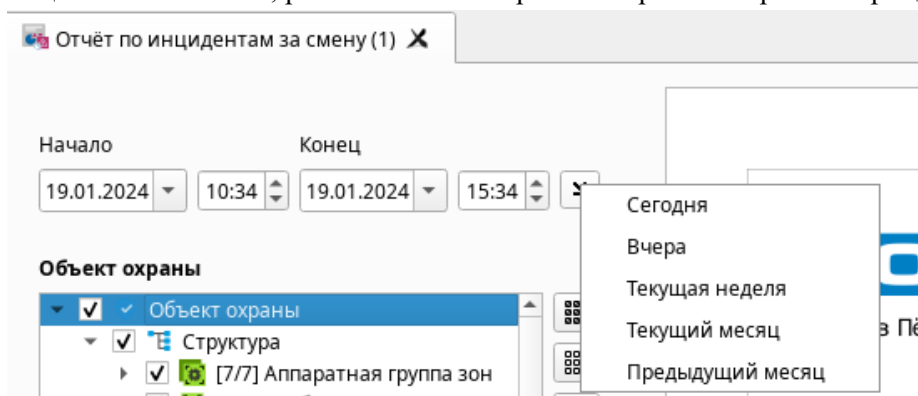 Отчёт по инцидентам за смену (1)
Начало Конец
19.01.2024 10:34 19.01.2024 15:34
Сегодня
Вчера
Текущая неделя
Текущий месяц
Предыдущий месяц
Объект охраны
Объект охраны
Структура
[7/7] Аппаратная группа зон